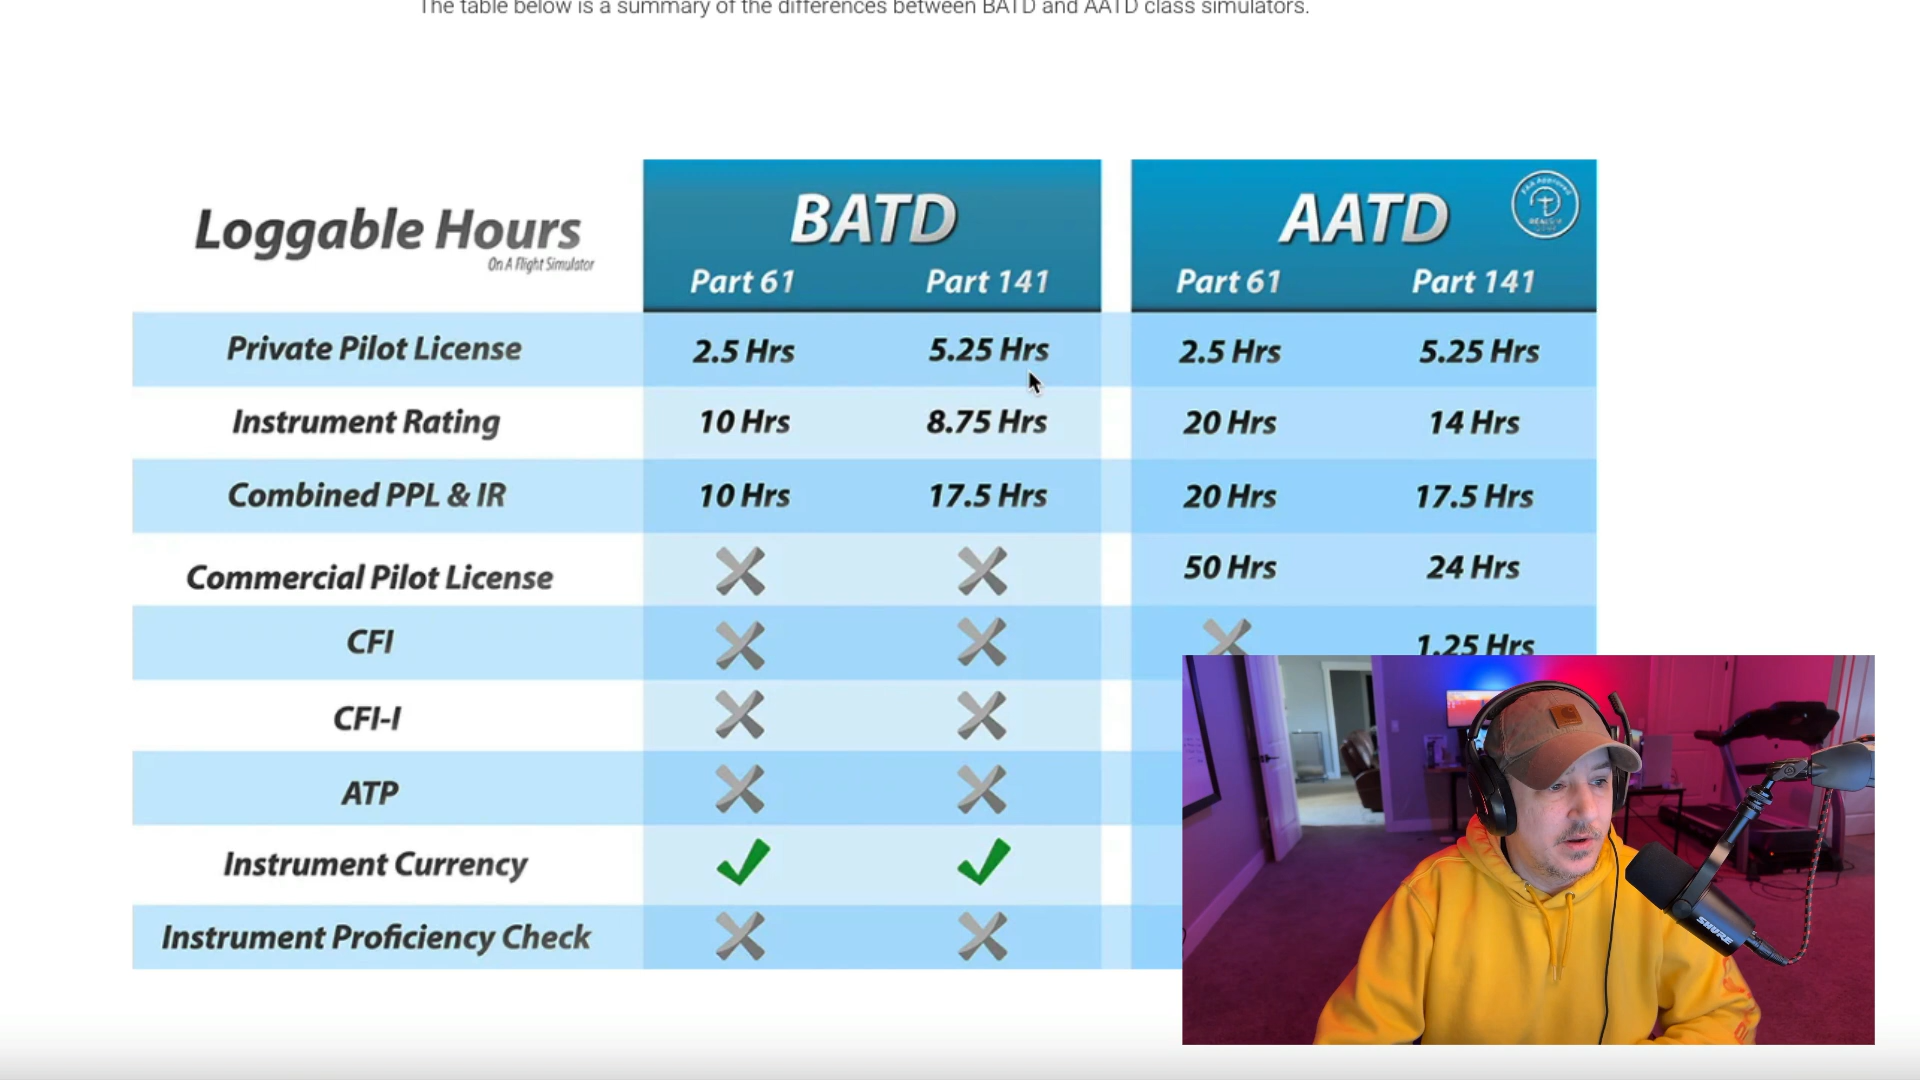 The table below is a summary of the differences between BATD and AATD class simulators.
Loggable Hours
On A Flight Simulator
BATD
AATD
Part 61 Part 141 Part 61 Part 141
Private Pilot License 2.5 Hrs 5.25 Hrs 2.5 Hrs 5.25 Hrs
Instrument Rating 10 Hrs 8.75 Hrs 20 Hrs 14 Hrs
Combined PPL & IR 10 Hrs 17.5 Hrs 20 Hrs 17.5 Hrs
Commercial Pilot License 50 Hrs 24 Hrs
CFI 1.25 Hrs
CFI-I
ATP
Instrument Currency
Instrument Proficiency Check
SHURE